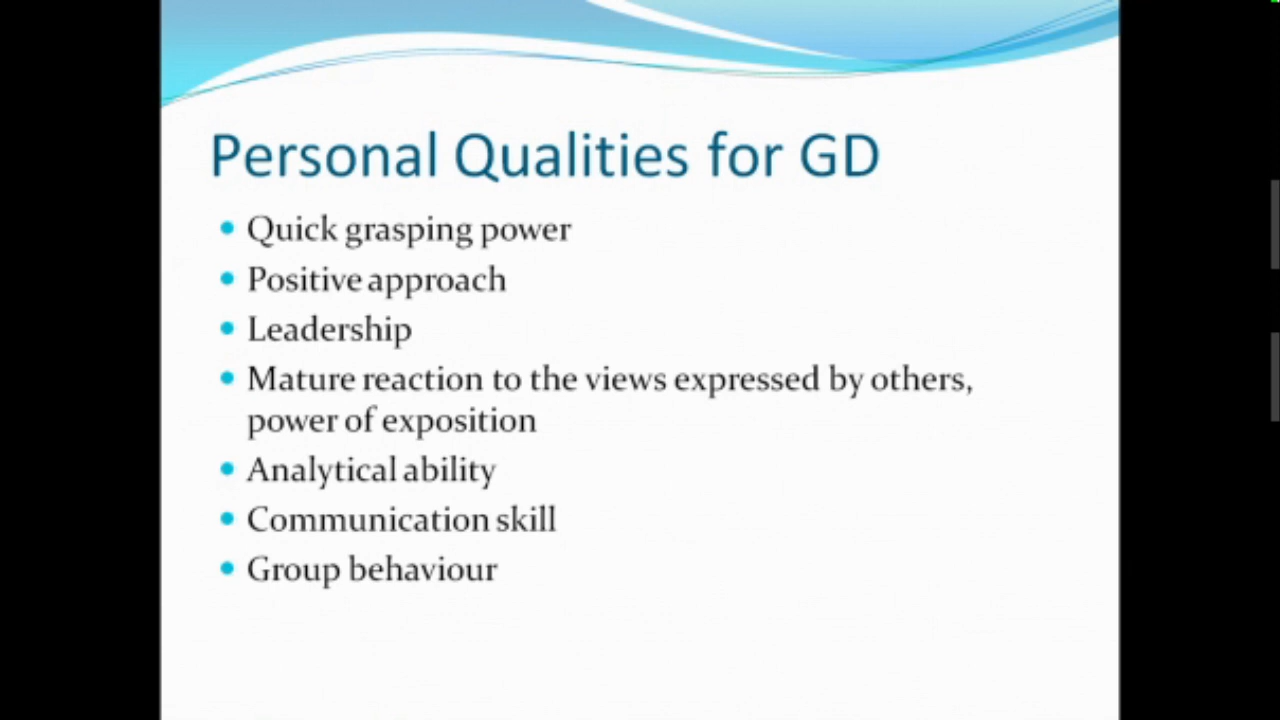 Personal Qualities for GD
• Quick grasping power
• Positive approach
• Leadership
• Mature reaction to the views expressed by others,
power of exposition
• Analytical ability
• Communication skill
• Group behaviour